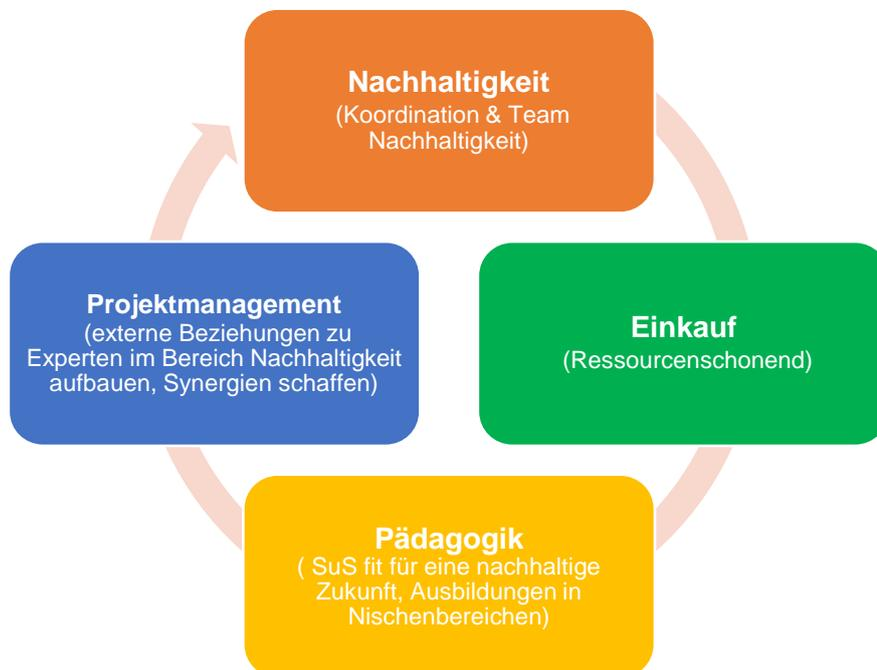 Nachhaltigkeit
(Koordination & Team
Nachhaltigkeit)
Einkauf
(Ressourcenschonend)
Pädagogik
( SuS fit für eine nachhaltige
Zukunft, Ausbildungen in
Nischenbereichen)
Projektmanagement
(externe Beziehungen zu
Experten im Bereich Nachhaltigkeit
aufbauen, Synergien schaffen)